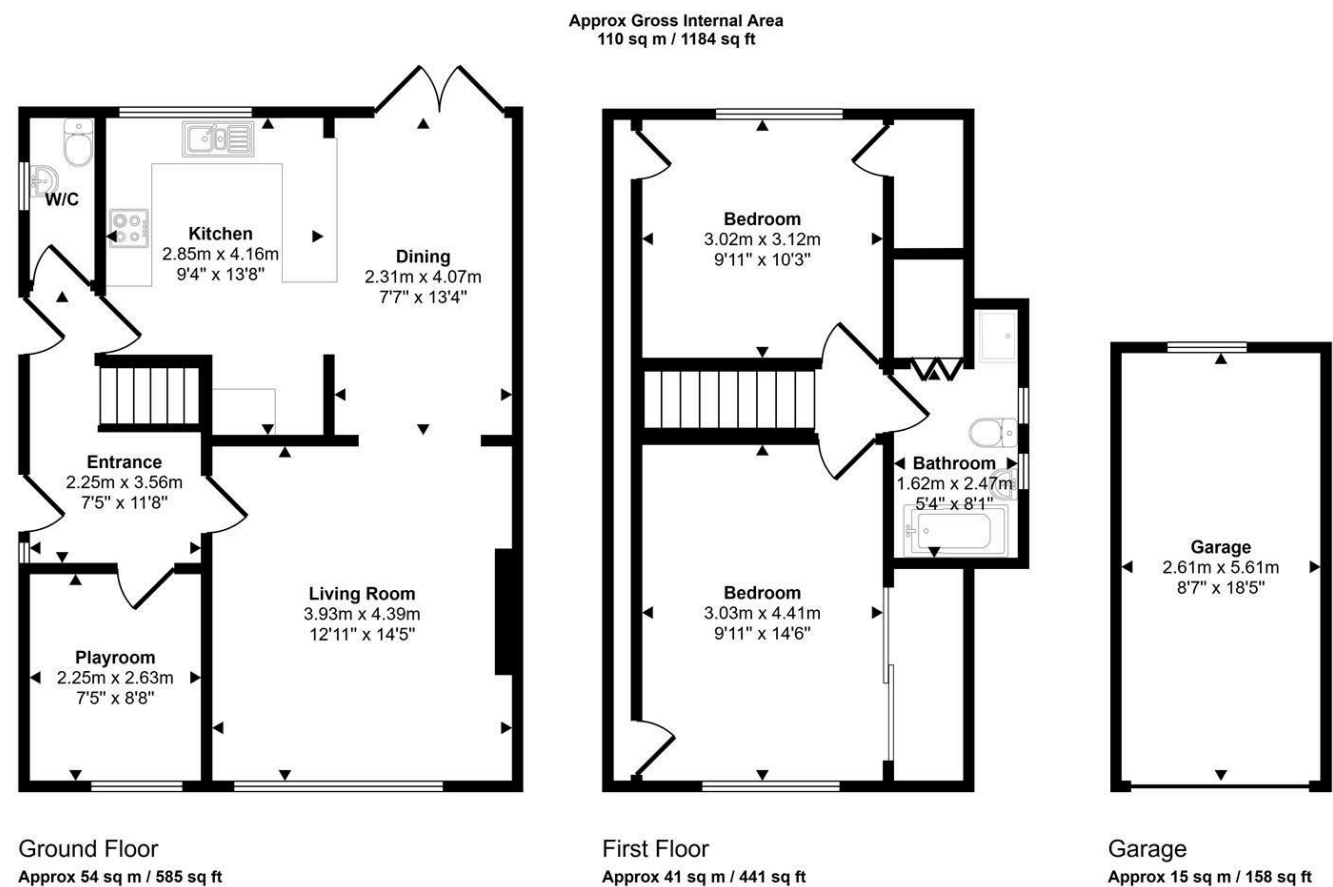 Approx Gross Internal Area
110 sq m / 1184 sq ft
W/C
Kitchen
2.85m x 4.16m
9'4" x 13'8"
Dining
2.31m x 4.07m
7'7" x 13'4"
Entrance
2.25m x 3.56m
7'5" x 11'8"
Living Room
3.93m x 4.39m
12'11" x 14'5"
Playroom
2.25m x 2.63m
7'5" x 8'8"
Ground Floor
Approx 54 sq m / 585 sq ft
Bedroom
3.02m x 3.12m
9'11" x 10'3"
Bathroom
1.62m x 2.47m
5'4" x 8'1"
Bedroom
3.03m x 4.41m
9'11" x 14'6"
First Floor
Approx 41 sq m / 441 sq ft
Garage
2.61m x 5.61m
8'7" x 18'5"
Garage
Approx 15 sq m / 158 sq ft